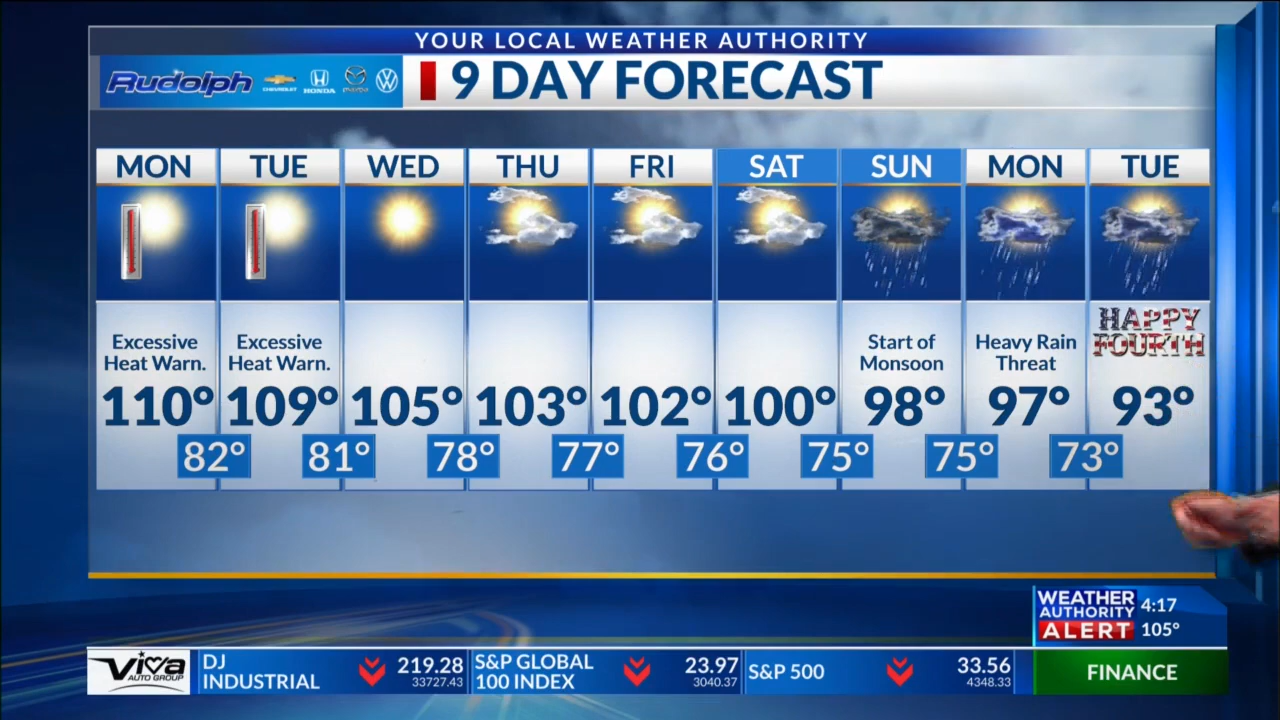 YOUR LOCAL WEATHER AUTHORITY
Rudolph CHEVROLET HONDA mazda
9 DAY FORECAST
MON TUE WED THU FRI SAT SUN MON TUE
HAPPY
FOURTH
Excessive Excessive Start of Heavy Rain
Heat Warn. Heat Warn. Monsoon Threat
110° 109° 105° 103° 102° 100° 98° 97° 93°
82° 81° 78° 77° 76° 75° 75° 73°
WEATHER
AUTHORITY
ALERT
4:17
105°
Viva
AUTO GROUP
DJ
INDUSTRIAL
219.28
33727.43
S&P GLOBAL
100 INDEX
23.97
3040.37
S&P 500
33.56
4348.33
FINANCE